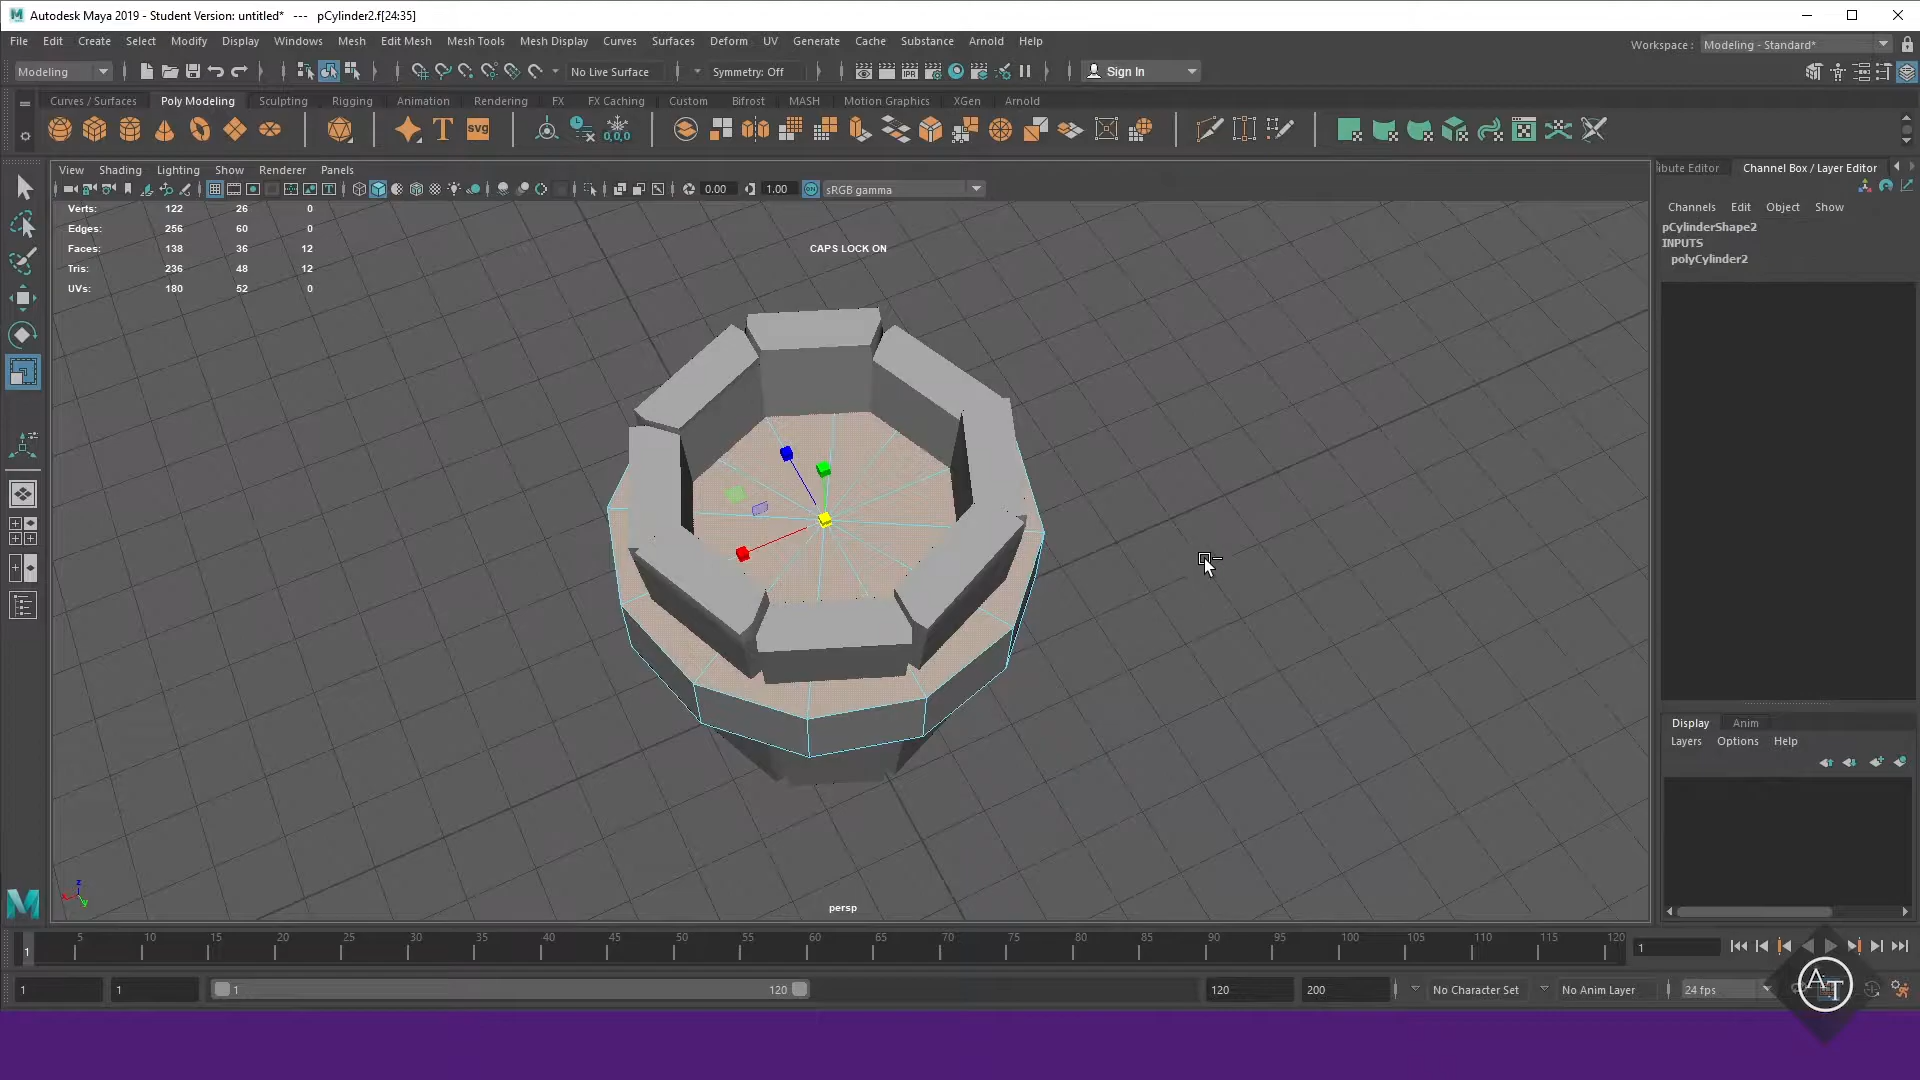 Autodesk Maya 2019 - Student Version: untitled* --- pCylinder2.f[24:35]
File Edit Create Select Modify Display Windows Mesh Edit Mesh Mesh Tools Mesh Display Curves Surfaces Deform UV Generate Cache Substance Arnold Help
Workspace : Modeling - Standard*
Modeling No Live Surface Symmetry: Off IPR Sign In
Curves / Surfaces Poly Modeling Sculpting Rigging Animation Rendering FX FX Caching Custom Bifrost MASH Motion Graphics XGen Arnold
T svg 0,0,0
View Shading Lighting Show Renderer Panels
ibute Editor Channel Box / Layer Editor
0.00 1.00 ON sRGB gamma
Channels Edit Object Show
Verts: 122 26 0
Edges: 256 60 0
Faces: 138 36 12
Tris: 236 48 12
UVs: 180 52 0
CAPS LOCK ON
pCylinderShape2
INPUTS
polyCylinder2
Display Anim
Layers Options Help
z
y
persp
M
5 10 15 20 25 30 35 40 45 50 55 60 65 70 75 80 85 90 95 100 105 110 115 120
1 1
1 1 1 120 120 200 No Character Set No Anim Layer 24 fps
AT